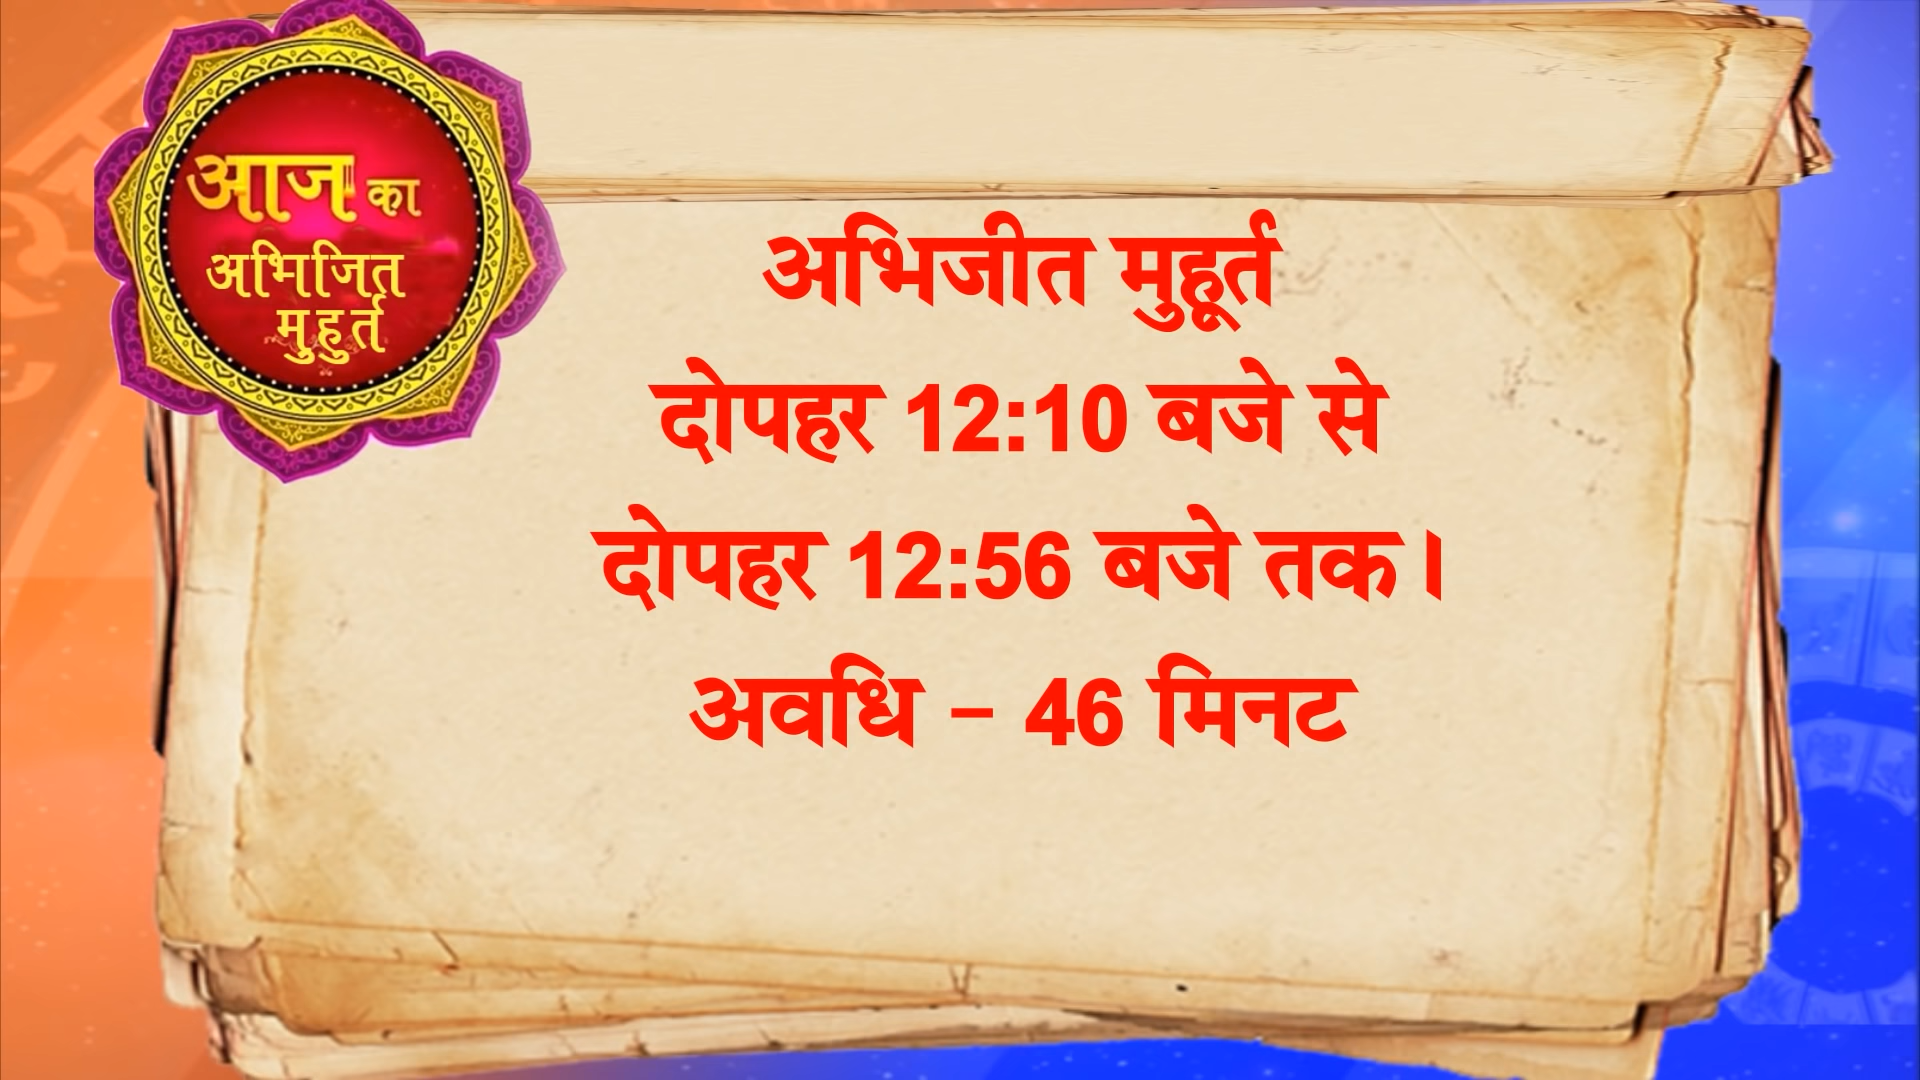 आज का
अभिजित
मुहुर्त
अभिजीत मुहूर्त
दोपहर 12:10 बजे से
दोपहर 12:56 बजे तक।
अवधि - 46 मिनट